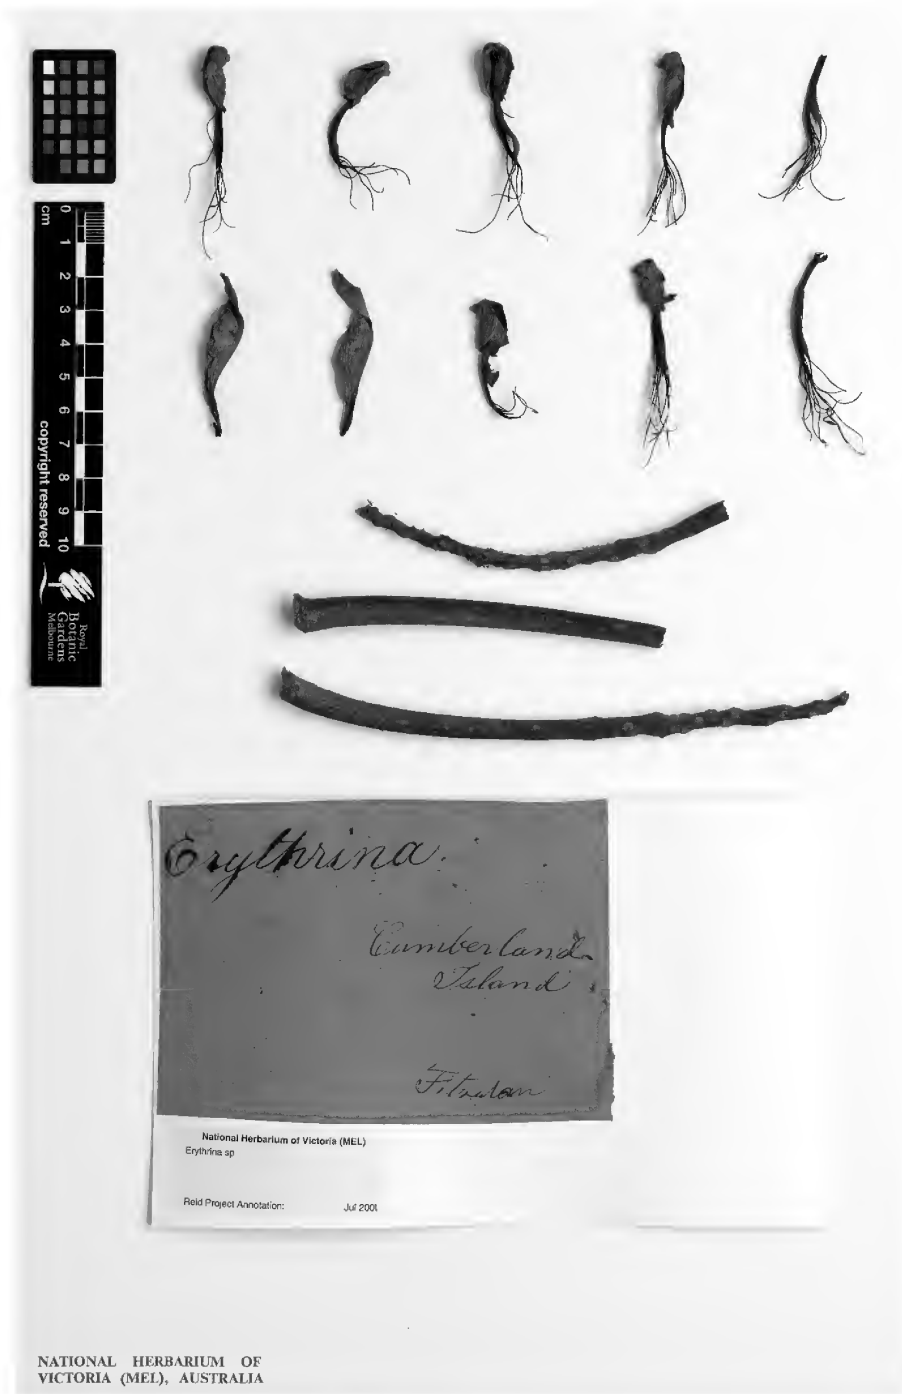 0 1 2 3 4 5 6 7 8 9 10
cm
copyright reserved
Royal
Botanic
Gardens
Melbourne
Erythrina.
Cumberland
Island
Fitzalan
National Herbarium of Victoria (MEL)
Erythrina sp
Reid Project Annotation:
Jul 2001
NATIONAL HERBARIUM OF
VICTORIA (MEL), AUSTRALIA